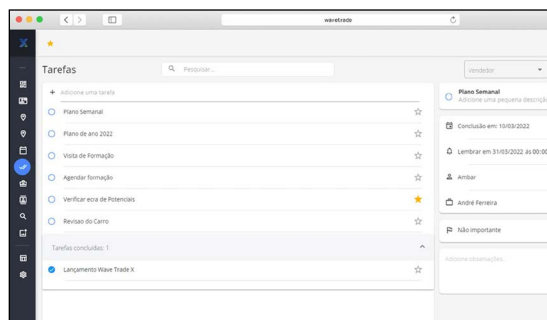 wavetrade
Tarefas
Pesquisar...
Vendedor
Adicione uma tarefa
Plano Semanal
Plano de ano 2022
Visita de Formação
Agendar formação
Verificar ecra de Potenciais
Revisao do Carro
Tarefas concluídas: 1
Lançamento Wave Trade X
Plano Semanal
Adicione uma pequena descriçã
Conclusão em: 10/03/2022
Lembrar em 31/03/2022 às 00:00
Ambar
André Ferreira
Não importante
Adicione observações...